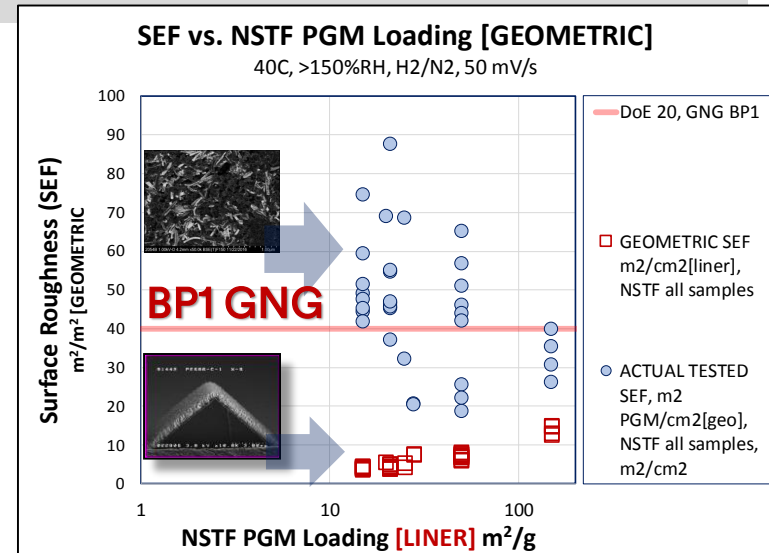 SEF vs. NSTF PGM Loading [GEOMETRIC]
40C, >150%RH, H2/N2, 50 mV/s
Surface Roughness (SEF)
m²/m² [GEOMETRIC
100
90
80
70
60
50
40
30
20
10
0
BP1 GNG
1
10
100
NSTF PGM Loading [LINER] m²/g
DoE 20, GNG BP1
GEOMETRIC SEF
m2/cm2[liner],
NSTF all samples
ACTUAL TESTED
SEF, m2
PGM/cm2[geo],
NSTF all samples,
m2/cm2